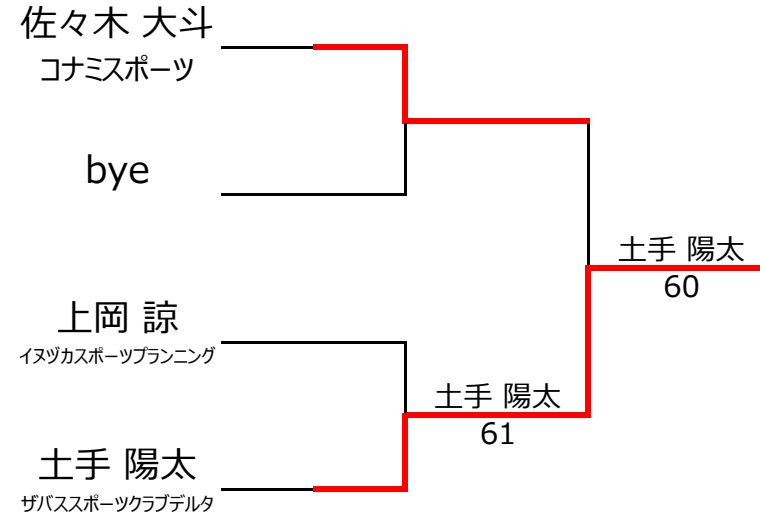 佐々木 大斗
コナミスポーツ
bye
上岡 諒
イヌヅカスポーツプランニング
土手 陽太
ザバススポーツクラブデルタ
土手 陽太
61
土手 陽太
60